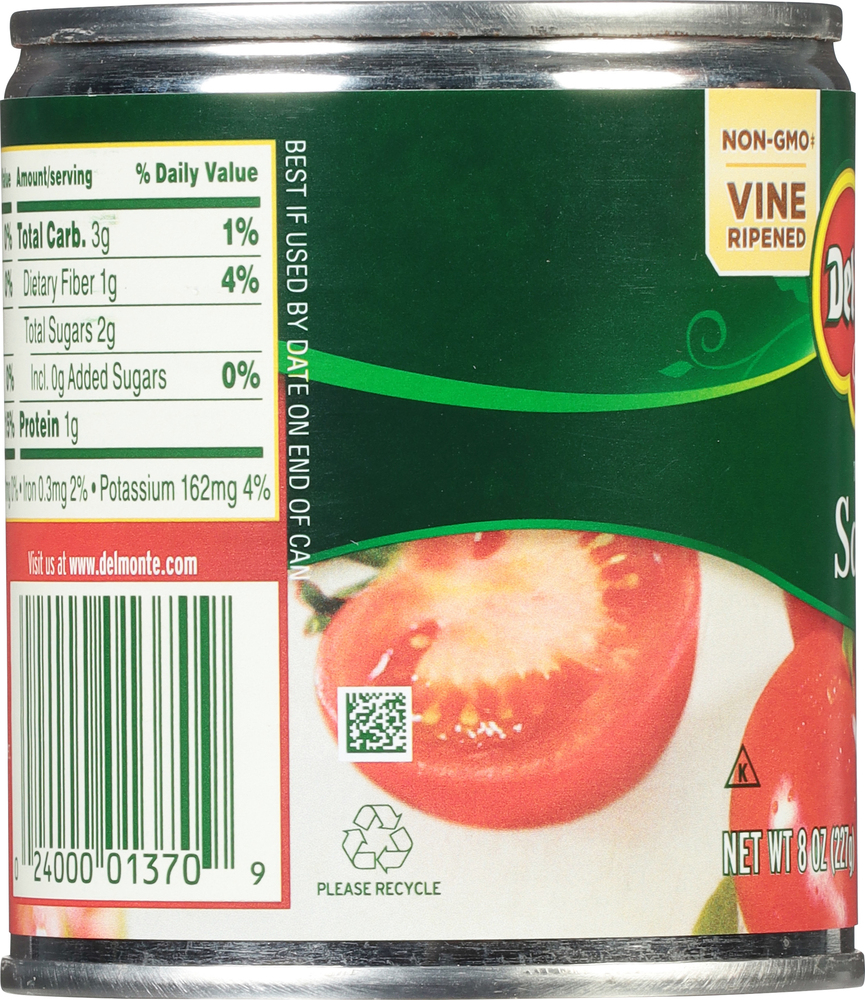 Amount/serving % Daily Value
Total Carb. 3g 1%
Dietary Fiber 1g 4%
Total Sugars 2g
Incl. 0g Added Sugars 0%
Protein 1g
0% • Iron 0.3mg 2% • Potassium 162mg 4%
Visit us at www.delmonte.com
0 24000 01370 9
BEST IF USED BY DATE ON END OF CAN
PLEASE RECYCLE
NON-GMO‡
VINE
RIPENED
De
K
NET WT 8 OZ (227g)